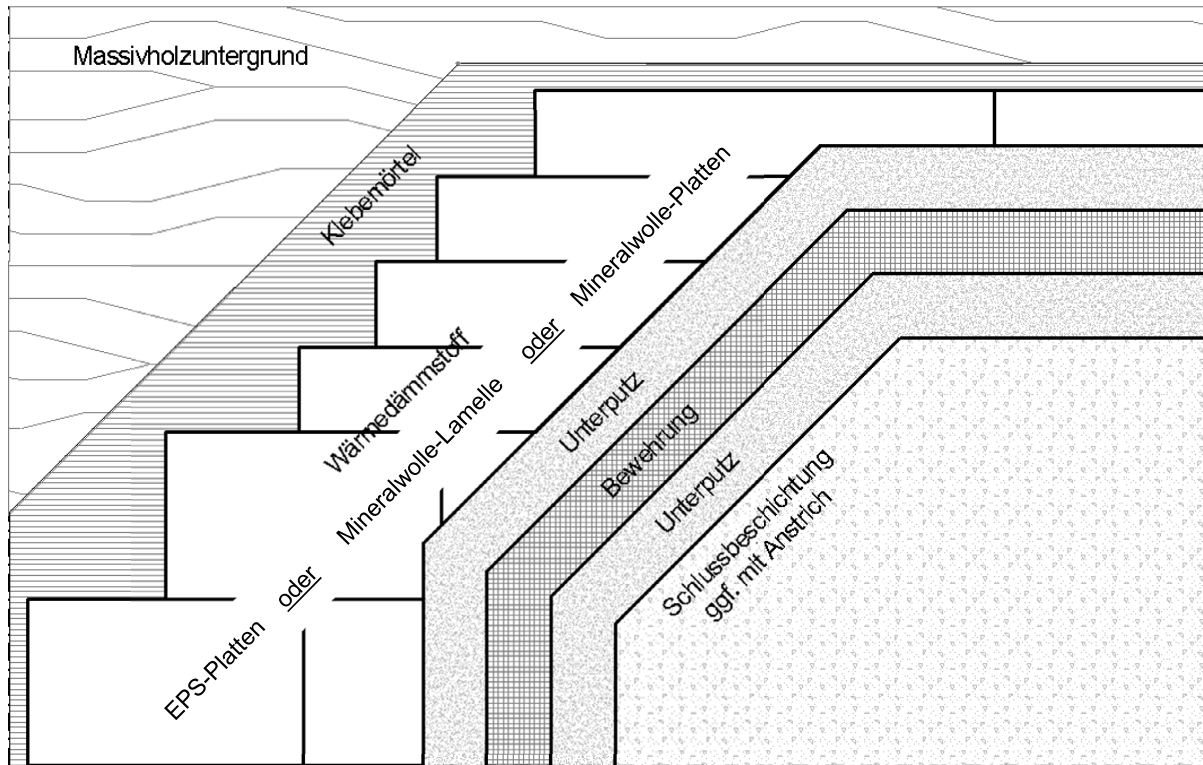 Massivholzuntergrund
Klebemörtel
Wärmedämmstoff
EPS-Platten oder Mineralwolle-Lamelle oder Mineralwolle-Platten
Unterputz
Bewehrung
Unterputz
Schlussbeschichtung
ggf. mit Anstrich